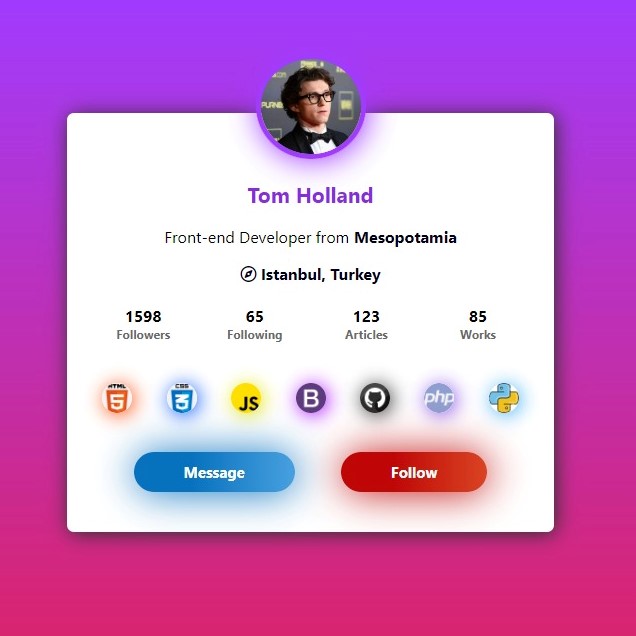 Tom Holland
Front-end Developer from Mesopotamia
Istanbul, Turkey
1598 65 123 85
Followers Following Articles Works
HTML 5 CSS 3 JS B php
Message Follow